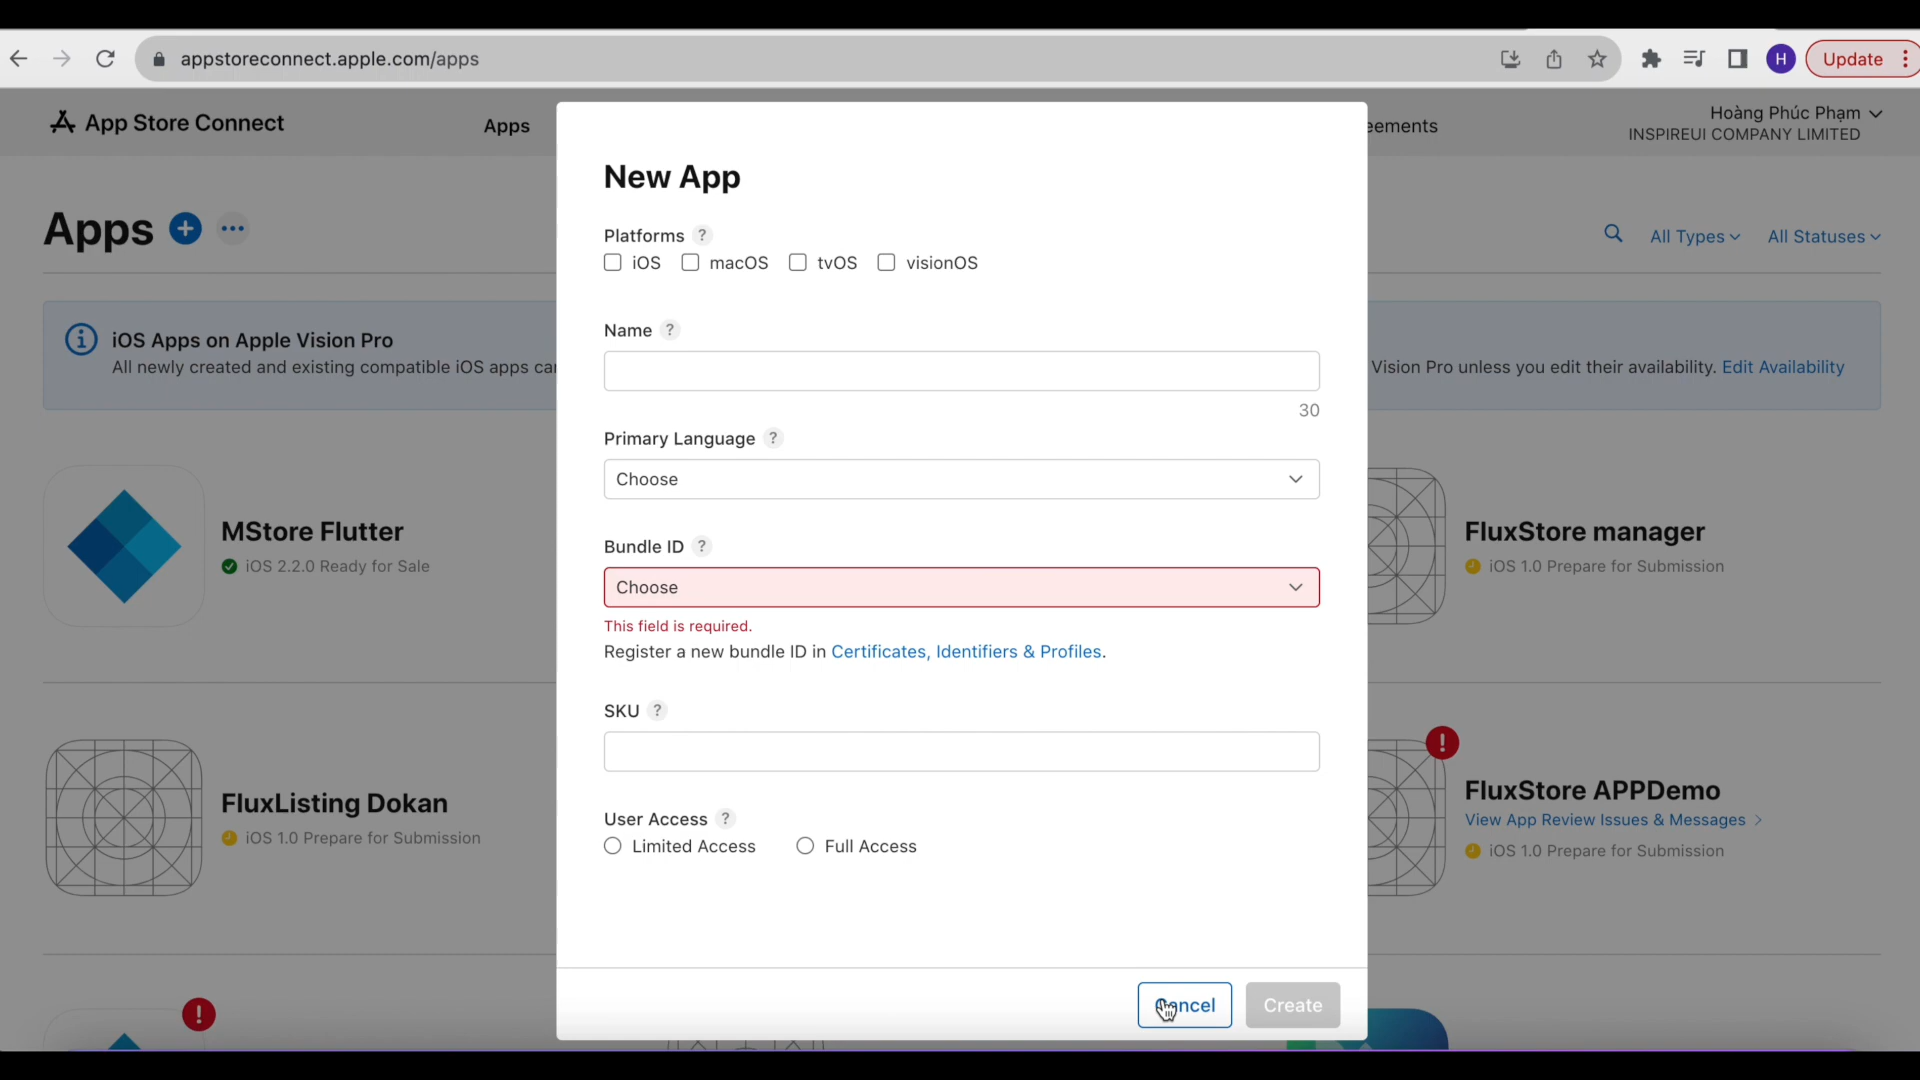 appstoreconnect.apple.com/apps
H
Update
App Store Connect
Apps
eements
Hoàng Phúc Phạm
INSPIREUI COMPANY LIMITED
Apps
All Types
All Statuses
iOS Apps on Apple Vision Pro
All newly created and existing compatible iOS apps ca
Vision Pro unless you edit their availability. Edit Availability
MStore Flutter
iOS 2.2.0 Ready for Sale
FluxStore manager
iOS 1.0 Prepare for Submission
FluxListing Dokan
iOS 1.0 Prepare for Submission
FluxStore APPDemo
View App Review Issues & Messages >
iOS 1.0 Prepare for Submission
New App
Platforms ?
iOS macOS tvOS visionOS
Name ?
30
Primary Language ?
Choose
Bundle ID ?
Choose
This field is required.
Register a new bundle ID in Certificates, Identifiers & Profiles.
SKU ?
User Access ?
Limited Access Full Access
Cancel Create